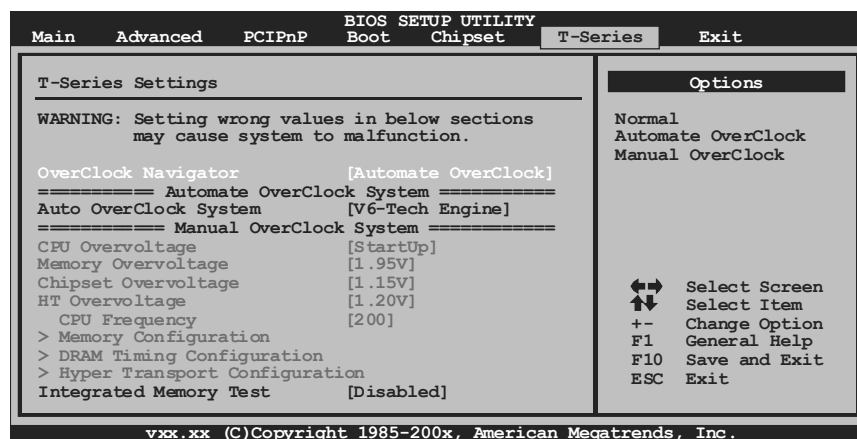 BIOS SETUP UTILITY
Main Advanced PCIPnP Boot Chipset T-Series Exit
T-Series Settings
WARNING: Setting wrong values in below sections
may cause system to malfunction.
OverClock Navigator [Automate OverClock]
=========== Automate OverClock System ===========
Auto OverClock System [V6-Tech Engine]
============ Manual OverClock System ============
CPU Overvoltage [StartUp]
Memory Overvoltage [1.95V]
Chipset Overvoltage [1.15V]
HT Overvoltage [1.20V]
CPU Frequency [200]
> Memory Configuration
> DRAM Timing Configuration
> Hyper Transport Configuration
Integrated Memory Test [Disabled]
Options
Normal
Automate OverClock
Manual OverClock
Select Screen
Select Item
+- Change Option
F1 General Help
F10 Save and Exit
ESC Exit
vxx.xx (C)Copyright 1985-200x, American Megatrends, Inc.